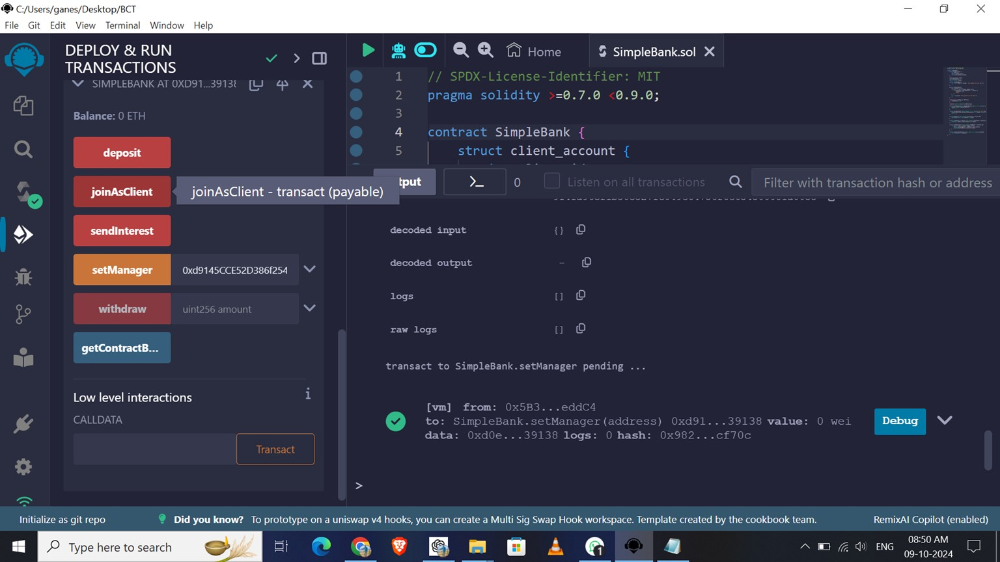 C:/Users/ganes/Desktop/BCT
File Git Edit View Terminal Window Help
DEPLOY & RUN
TRANSACTIONS
SIMPLEBANK AT 0XD91...39138
Balance: 0 ETH
deposit
joinAsClient
joinAsClient - transact (payable)
sendInterest
setManager 0xd9145CCE52D386f254
withdraw uint256 amount
getContractB...
Low level interactions
i
CALLDATA
Transact
Home
SimpleBank.sol
1 // SPDX-License-Identifier: MIT
2 pragma solidity >=0.7.0 <0.9.0;
3
4 contract SimpleBank {
5 struct client_account {
>_ 0 Listen on all transactions Filter with transaction hash or address
decoded input {}
decoded output -
logs []
raw logs []
transact to SimpleBank.setManager pending ...
[vm] from: 0x5B3...eddC4
to: SimpleBank.setManager(address) 0xd91...39138 value: 0 wei
data: 0xd0e...39138 logs: 0 hash: 0x982...cf70c
Debug
>
Initialize as git repo
Did you know? To prototype on a uniswap v4 hooks, you can create a Multi Sig Swap Hook workspace. Template created by the cookbook team.
RemixAI Copilot (enabled)
Type here to search
1
ENG
08:50 AM
09-10-2024